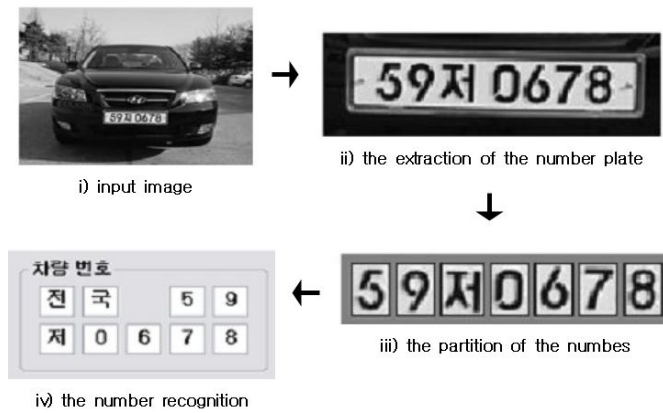 59저 0678
i) input image
59저 0678
ii) the extraction of the number plate
59저0678
iii) the partition of the numbes
차량 번호
전 국 5 9
저 0 6 7 8
iv) the number recognition